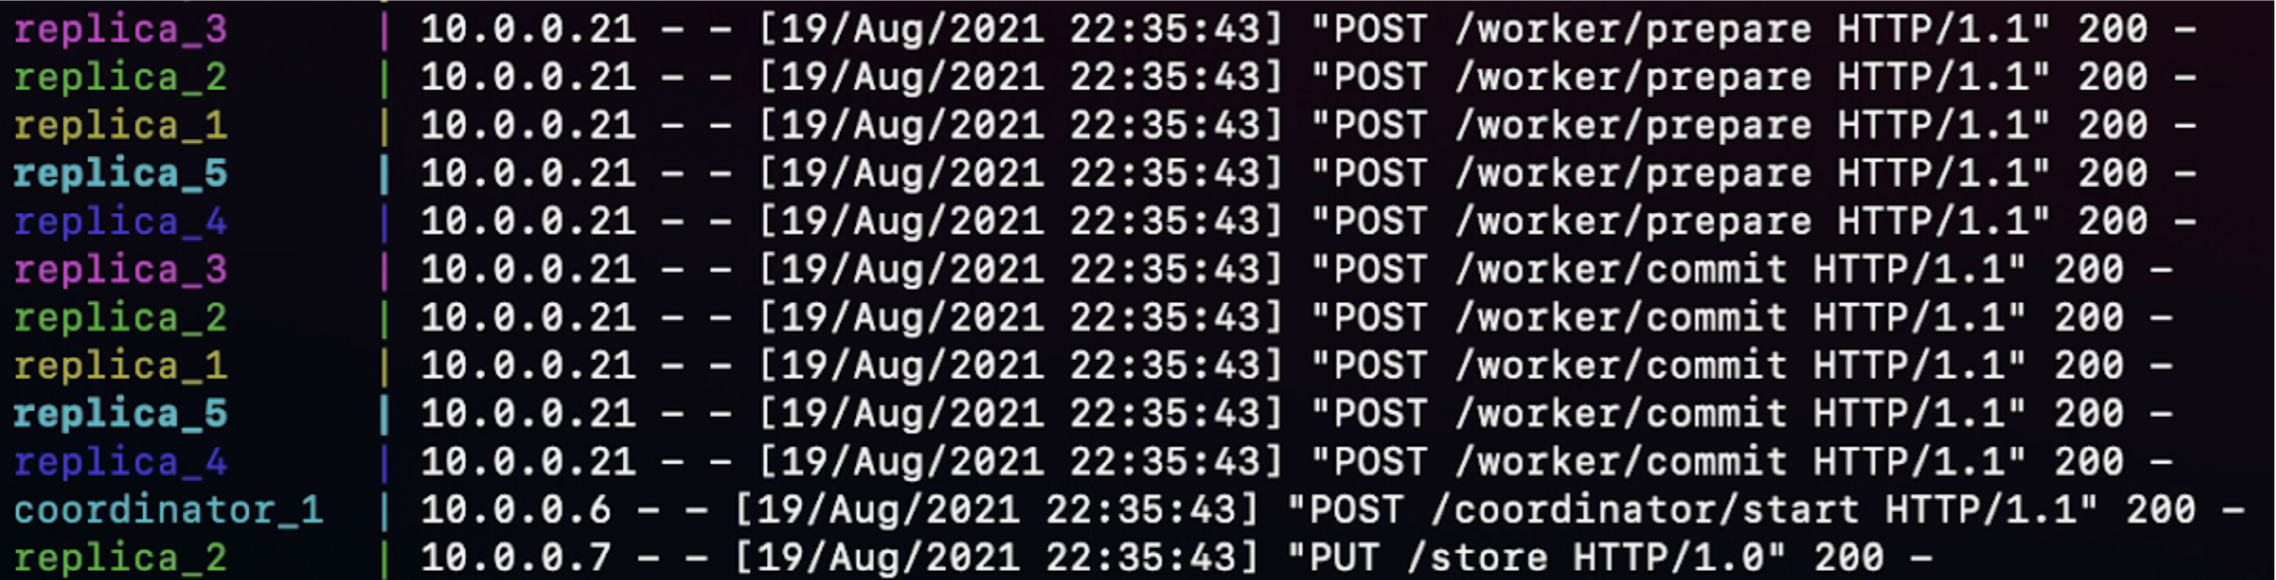 replica_3 | 10.0.0.21 - - [19/Aug/2021 22:35:43] "POST /worker/prepare HTTP/1.1" 200 -
replica_2 | 10.0.0.21 - - [19/Aug/2021 22:35:43] "POST /worker/prepare HTTP/1.1" 200 -
replica_1 | 10.0.0.21 - - [19/Aug/2021 22:35:43] "POST /worker/prepare HTTP/1.1" 200 -
replica_5 | 10.0.0.21 - - [19/Aug/2021 22:35:43] "POST /worker/prepare HTTP/1.1" 200 -
replica_4 | 10.0.0.21 - - [19/Aug/2021 22:35:43] "POST /worker/prepare HTTP/1.1" 200 -
replica_3 | 10.0.0.21 - - [19/Aug/2021 22:35:43] "POST /worker/commit HTTP/1.1" 200 -
replica_2 | 10.0.0.21 - - [19/Aug/2021 22:35:43] "POST /worker/commit HTTP/1.1" 200 -
replica_1 | 10.0.0.21 - - [19/Aug/2021 22:35:43] "POST /worker/commit HTTP/1.1" 200 -
replica_5 | 10.0.0.21 - - [19/Aug/2021 22:35:43] "POST /worker/commit HTTP/1.1" 200 -
replica_4 | 10.0.0.21 - - [19/Aug/2021 22:35:43] "POST /worker/commit HTTP/1.1" 200 -
coordinator_1 | 10.0.0.6 - - [19/Aug/2021 22:35:43] "POST /coordinator/start HTTP/1.1" 200 -
replica_2 | 10.0.0.7 - - [19/Aug/2021 22:35:43] "PUT /store HTTP/1.0" 200 -